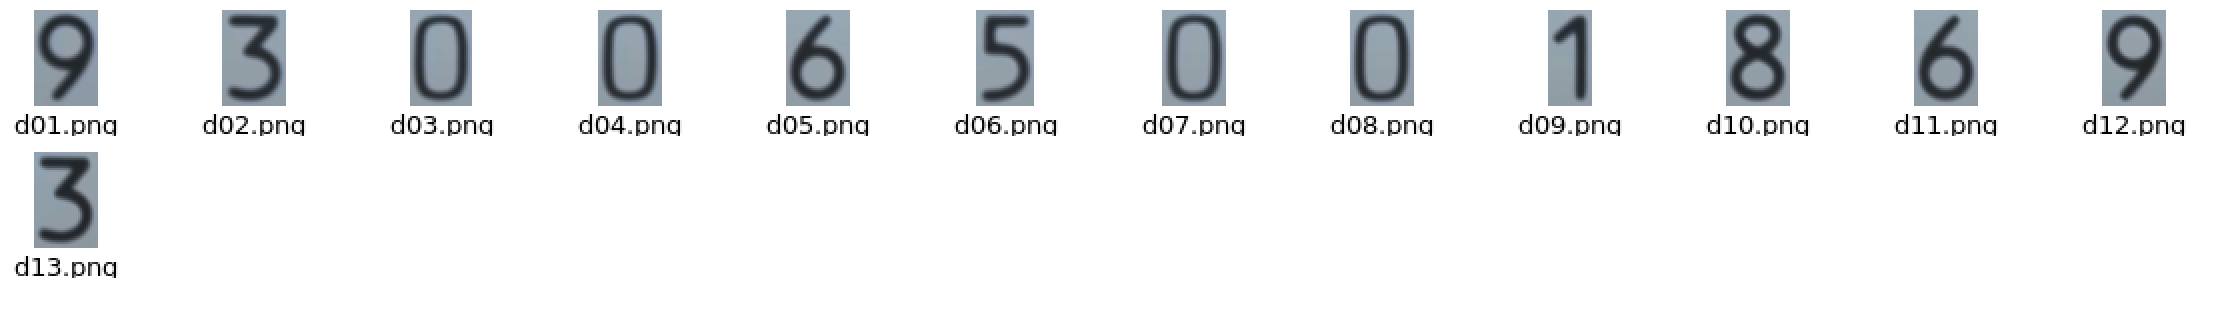 9 3 0 0 6 5 0 0 1 8 6 9
d01.png d02.png d03.png d04.png d05.png d06.png d07.png d08.png d09.png d10.png d11.png d12.png
3
d13.png